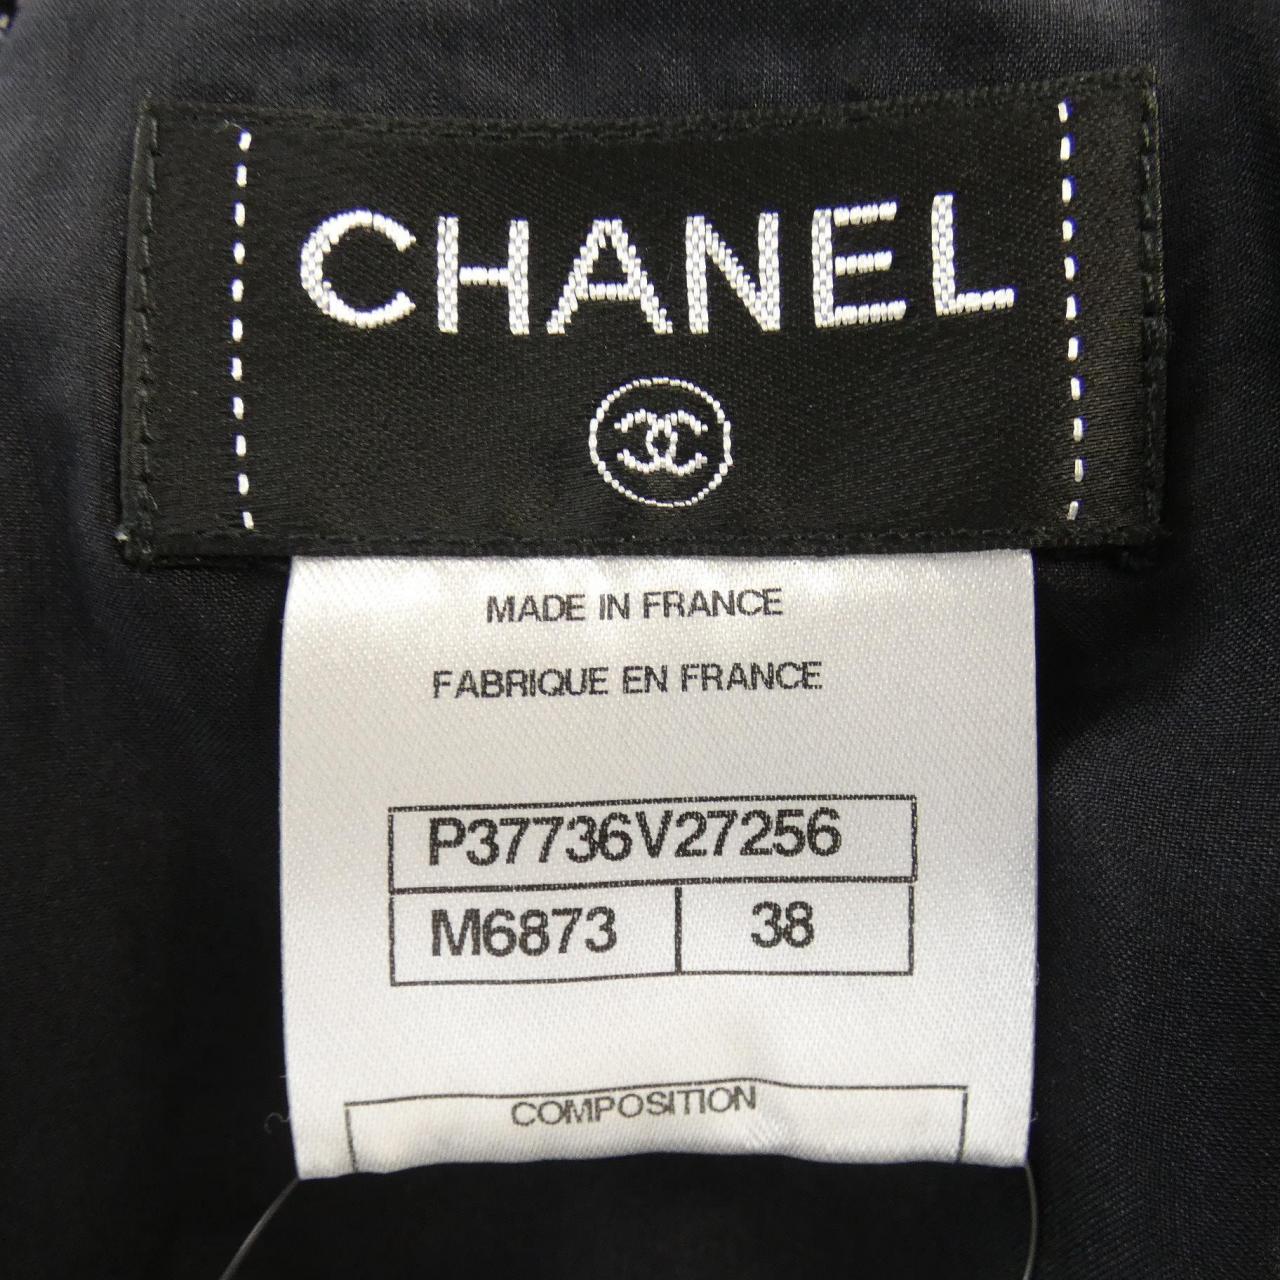 CHANEL
MADE IN FRANCE
FABRIQUE EN FRANCE
P37736V27256
M6873 38
COMPOSITION